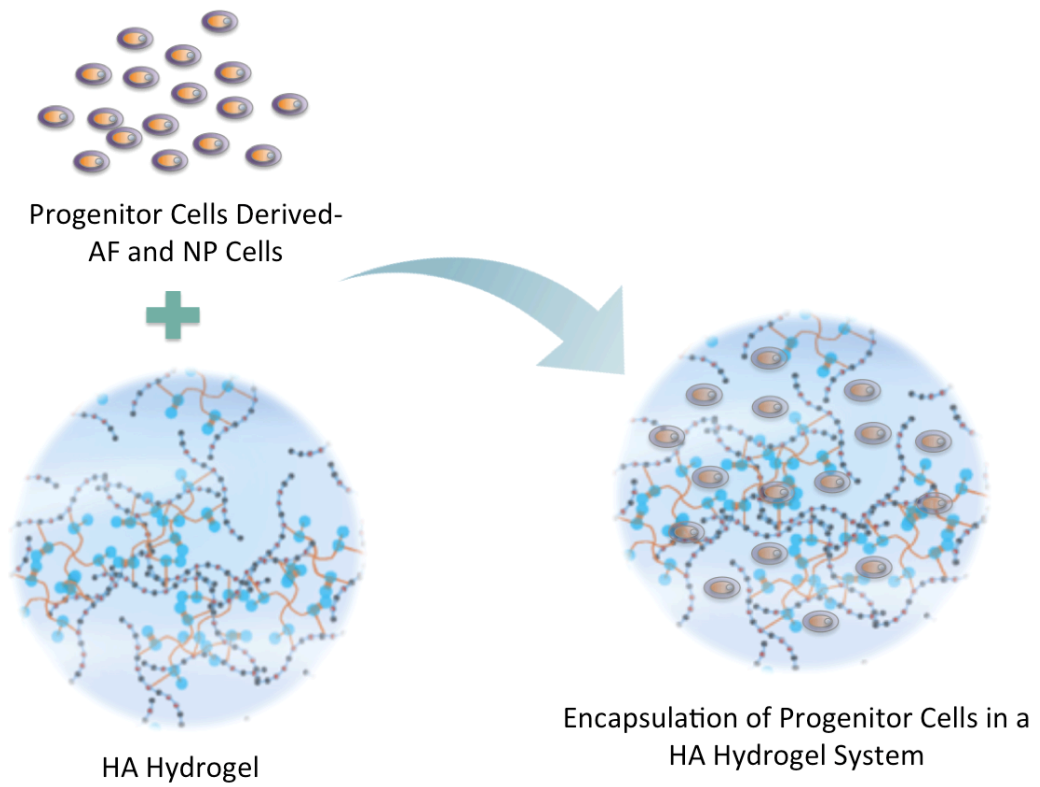 Progenitor Cells Derived-
AF and NP Cells
HA Hydrogel
Encapsulation of Progenitor Cells in a
HA Hydrogel System